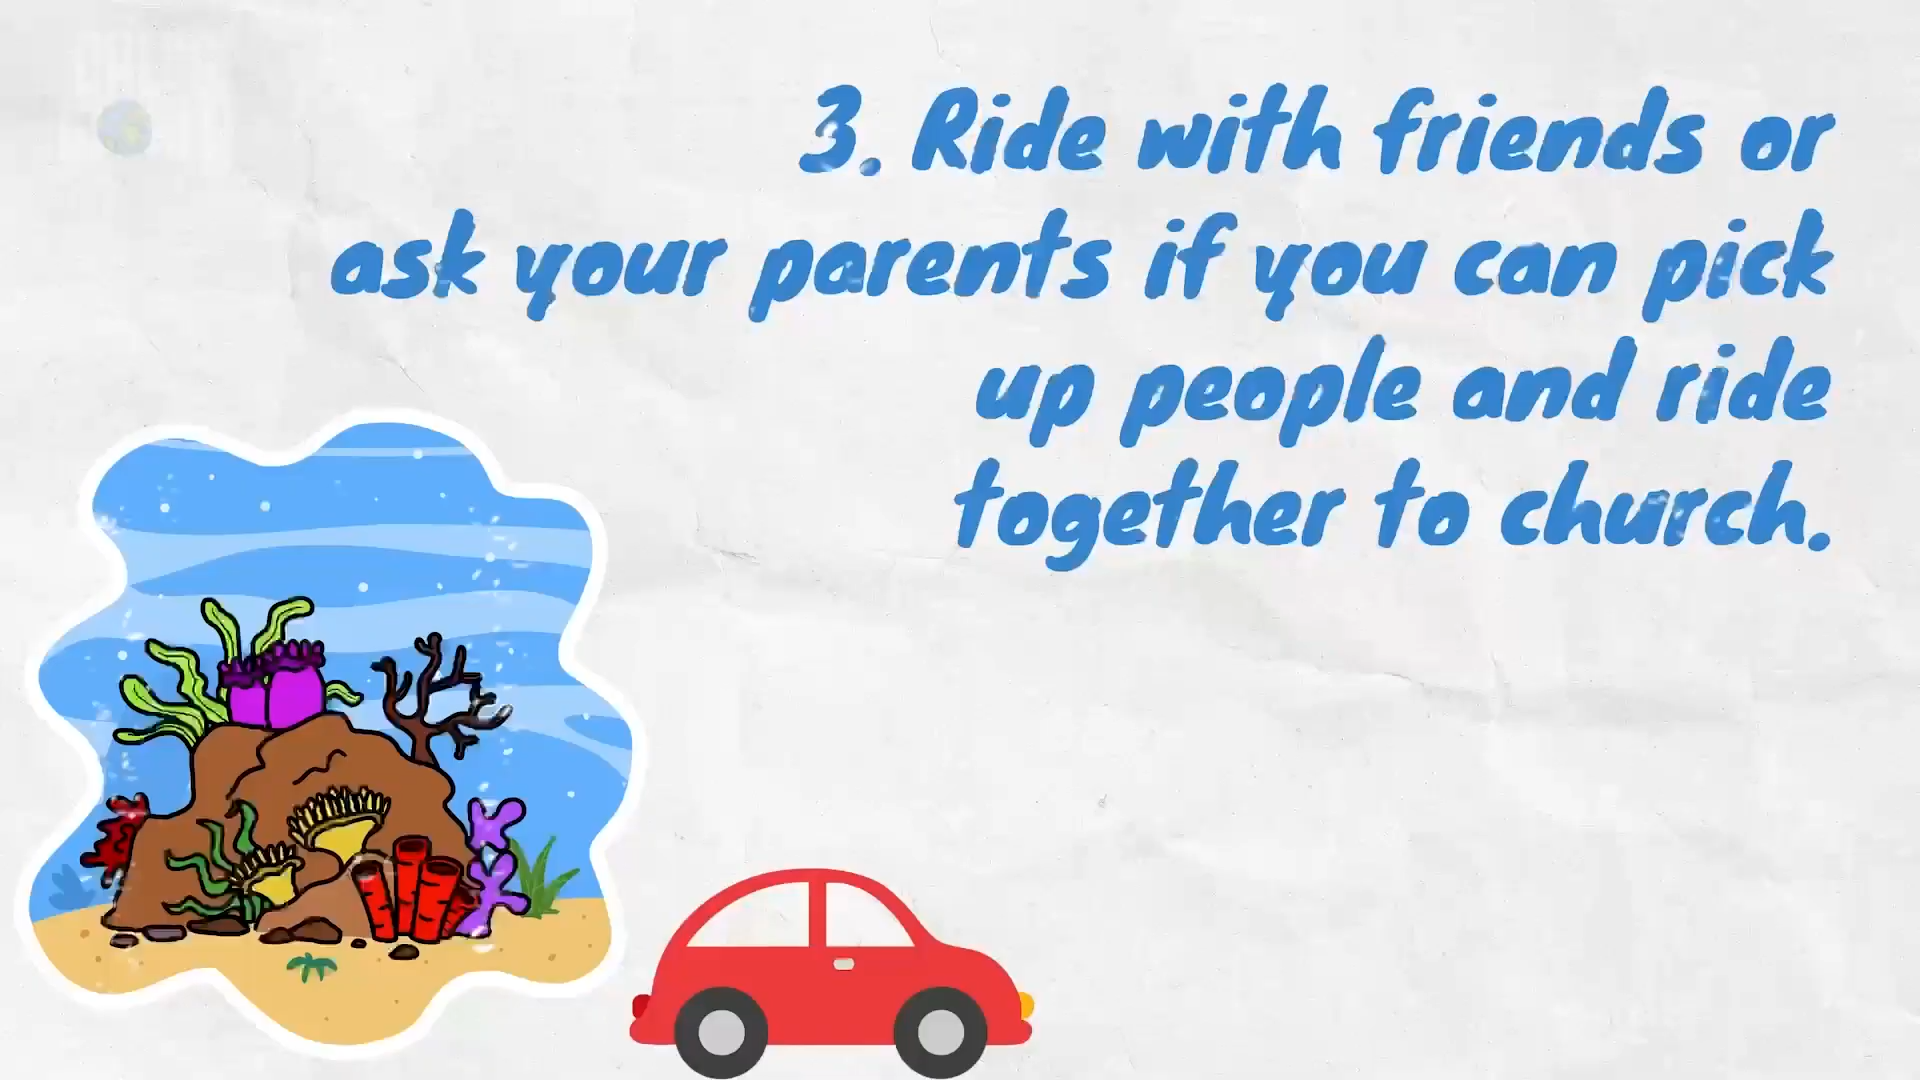 3. Ride with friends or
ask your parents if you can pick
up people and ride
together to church.